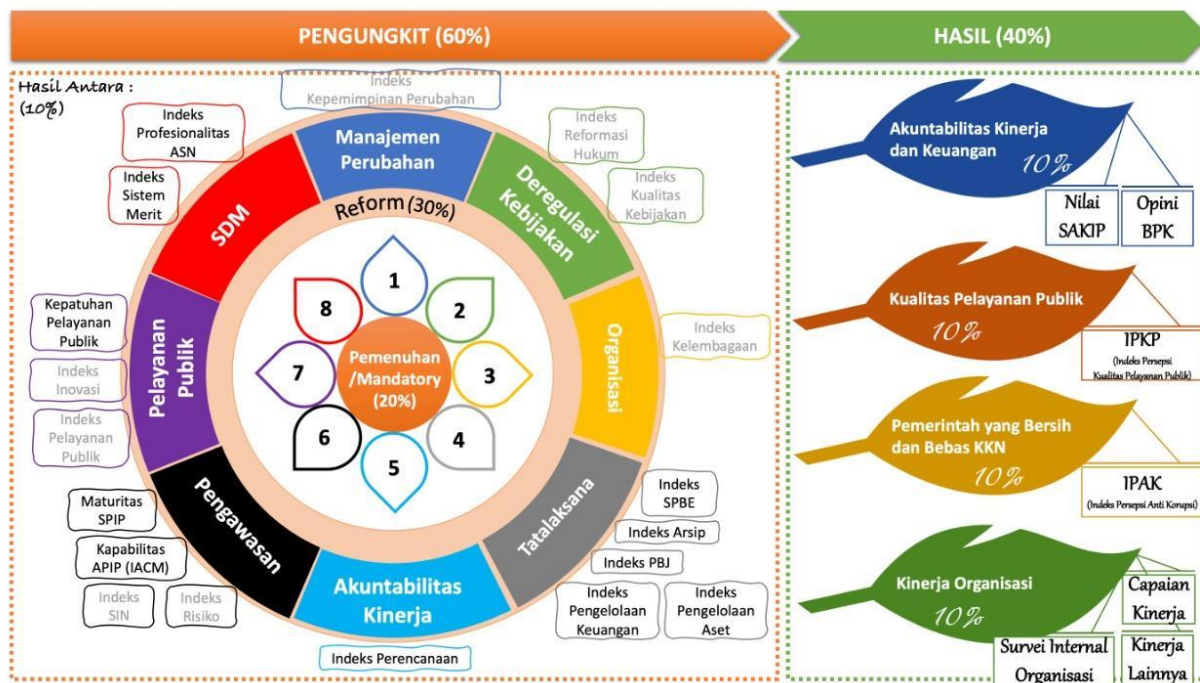 PENGUNGKIT (60%)
HASIL (40%)
Hasil Antara :
(10%)
Indeks
Kepemimpinan Perubahan
Indeks
Profesionalitas
ASN
Indeks
Sistem
Merit
Indeks
Reformasi
Hukum
Indeks
Kualitas
Kebijakan
Manajemen
Perubahan
Deregulasi
Kebijakan
SDM
Reform (30%)
Organisasi
Indeks
Kelembagaan
Pelayanan
Publik
Kepatuhan
Pelayanan
Publik
Indeks
Inovasi
Indeks
Pelayanan
Publik
1
2
3
4
5
6
7
8
Pemenuhan
/Mandatory
(20%)
Pengawasan
Maturitas
SPIP
Kapabilitas
APIP (IACM)
Indeks
SIN
Indeks
Risiko
Akuntabilitas
Kinerja
Indeks Perencanaan
Tatalaksana
Indeks
SPBE
Indeks Arsip
Indeks PBJ
Indeks
Pengelolaan
Keuangan
Indeks
Pengelolaan
Aset
Akuntabilitas Kinerja
dan Keuangan
10%
Nilai
SAKIP
Opini
BPK
Kualitas Pelayanan Publik
10%
IPKP
(Indeks Persepsi
Kualitas Pelayanan Publik)
Pemerintah yang Bersih
dan Bebas KKN
10%
IPAK
(Indeks Persepsi Anti Korupsi)
Kinerja Organisasi
10%
Capaian
Kinerja
Survei Internal
Organisasi
Kinerja
Lainnya